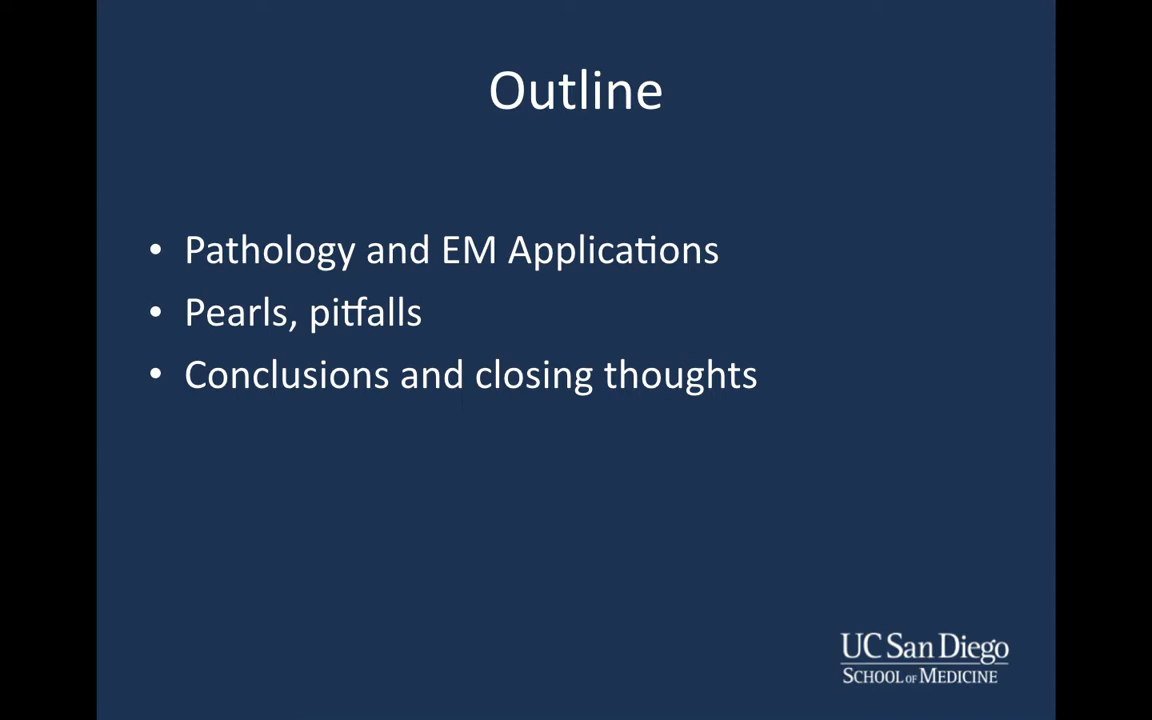 Outline
• Pathology and EM Applications
• Pearls, pitfalls
• Conclusions and closing thoughts
UC San Diego
SCHOOL OF MEDICINE